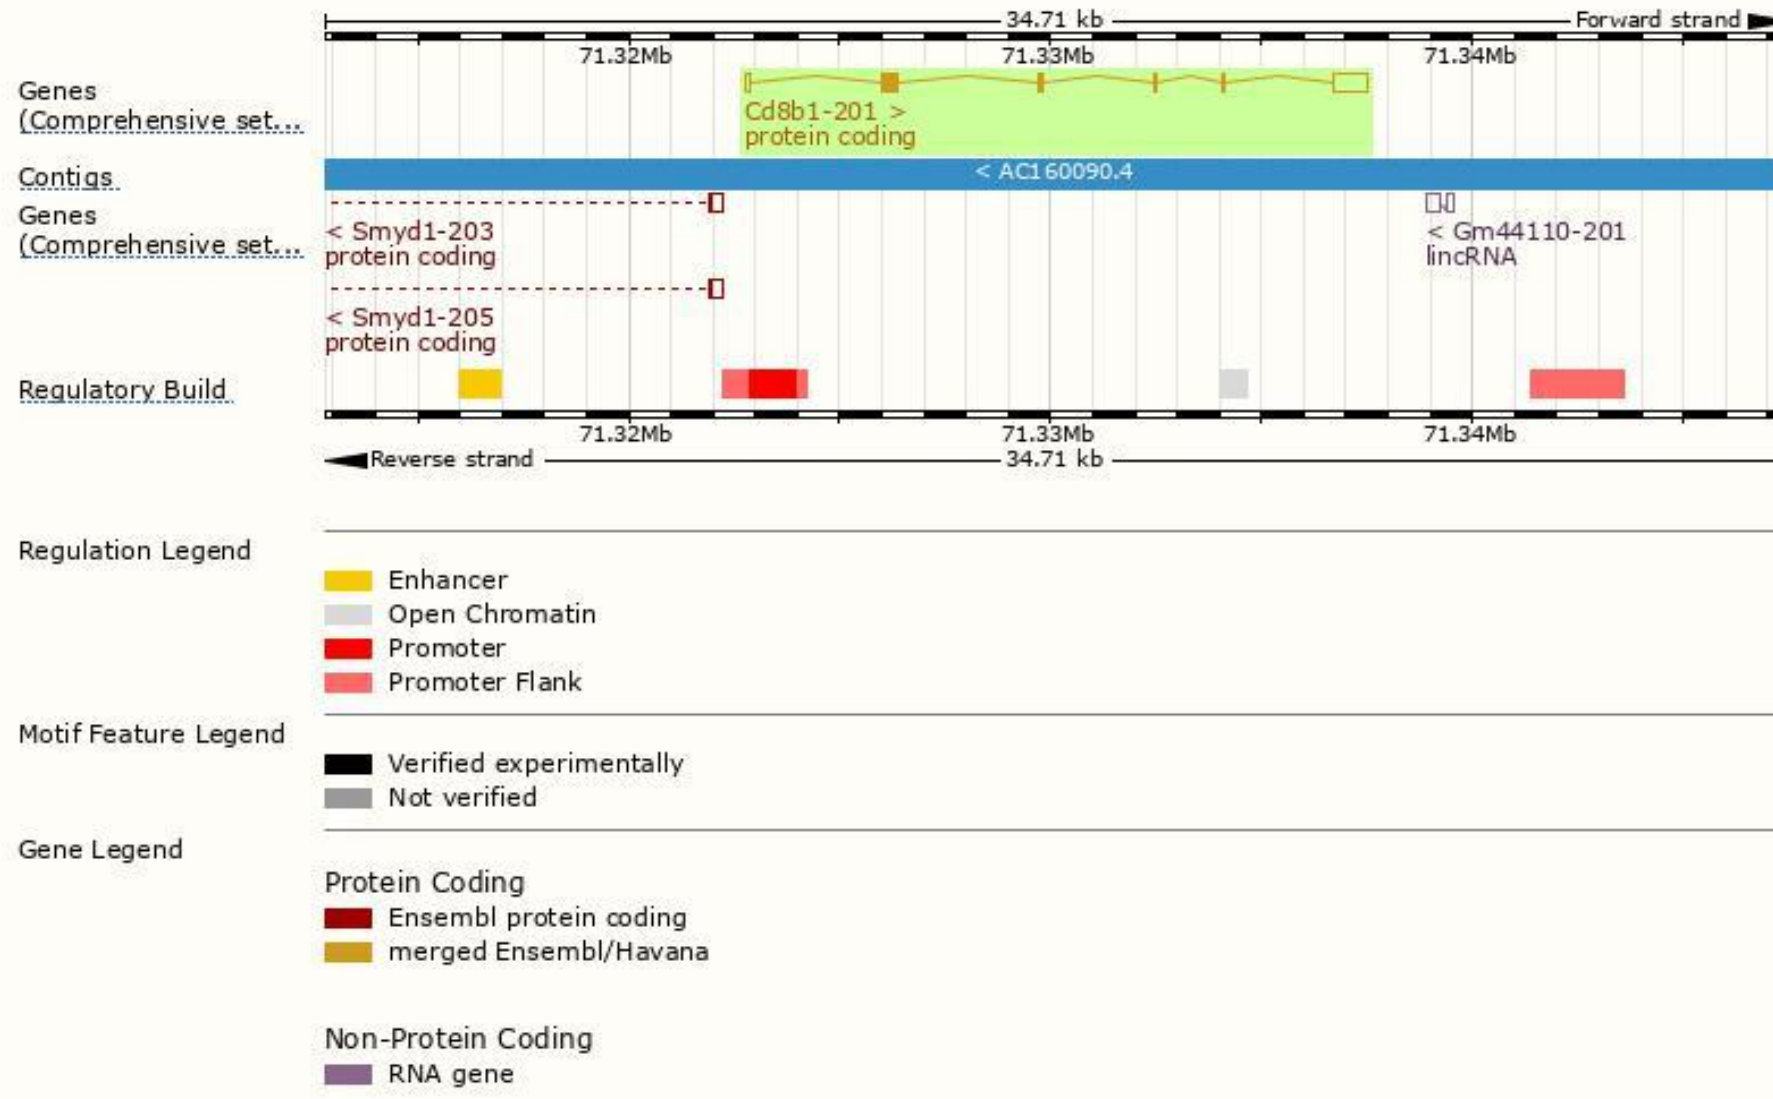 34.71 kb Forward strand
71.32Mb 71.33Mb 71.34Mb
Genes
(Comprehensive set...
Cd8b1-201 >
protein coding
Contigs
< AC160090.4
Genes
(Comprehensive set...
< Smyd1-203
protein coding
< Gm44110-201
lincRNA
< Smyd1-205
protein coding
Regulatory Build
71.32Mb 71.33Mb 71.34Mb
Reverse strand 34.71 kb
Regulation Legend
Enhancer
Open Chromatin
Promoter
Promoter Flank
Motif Feature Legend
Verified experimentally
Not verified
Gene Legend
Protein Coding
Ensembl protein coding
merged Ensembl/Havana
Non-Protein Coding
RNA gene